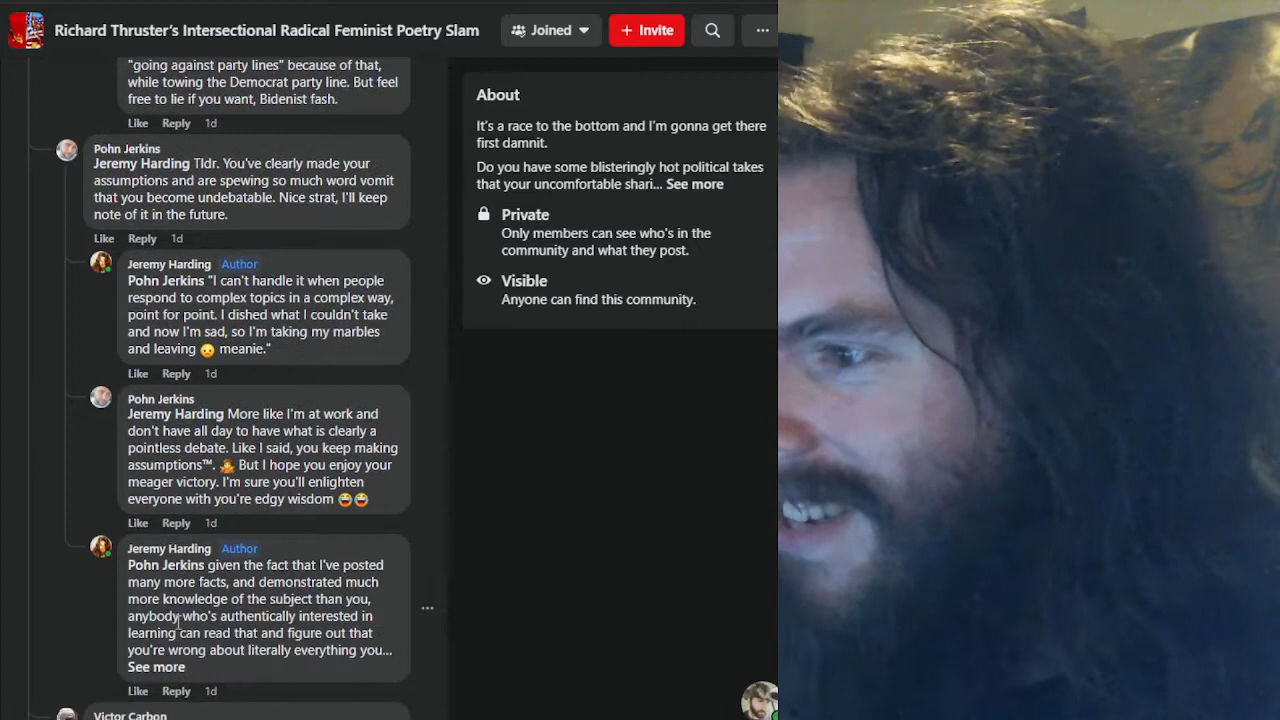 Richard Thruster's Intersectional Radical Feminist Poetry Slam
Joined
+ Invite
"going against party lines" because of that,
while towing the Democrat party line. But feel
free to lie if you want, Bidenist fash.
Like Reply 1d
Pohn Jerkins
Jeremy Harding Tldr. You've clearly made your
assumptions and are spewing so much word vomit
that you become undebatable. Nice strat, I'll keep
note of it in the future.
Like Reply 1d
Jeremy Harding Author
Pohn Jerkins "I can't handle it when people
respond to complex topics in a complex way,
point for point. I dished what I couldn't take
and now I'm sad, so I'm taking my marbles
and leaving 😟 meanie."
Like Reply 1d
Pohn Jerkins
Jeremy Harding More like I'm at work and
don't have all day to have what is clearly a
pointless debate. Like I said, you keep making
assumptions™. 🤷 But I hope you enjoy your
meager victory. I'm sure you'll enlighten
everyone with you're edgy wisdom 😂😂
Like Reply 1d
Jeremy Harding Author
Pohn Jerkins given the fact that I've posted
many more facts, and demonstrated much
more knowledge of the subject than you,
anybody who's authentically interested in
learning can read that and figure out that
you're wrong about literally everything you...
See more
Like Reply 1d
Victor Carbon
About
It's a race to the bottom and I'm gonna get there
first damnit.
Do you have some blisteringly hot political takes
that your uncomfortable shari... See more
Private
Only members can see who's in the
community and what they post.
Visible
Anyone can find this community.